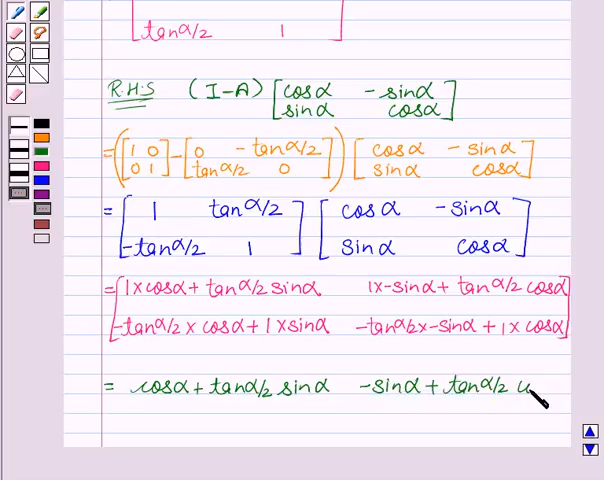 tanα/2 1
R.H.S (I-A) [cosα -sinα
sinα cosα]
= ([1 0 - [0 -tanα/2 ) [cosα -sinα
0 1] tanα/2 0] sinα cosα]
= [1 tanα/2 [cosα -sinα
-tanα/2 1] sinα cosα]
= [1×cosα + tanα/2 sinα 1×-sinα + tanα/2 cosα
-tanα/2 × cosα + 1×sinα -tanα/2×-sinα + 1×cosα]
= cosα + tanα/2 sinα -sinα + tanα/2